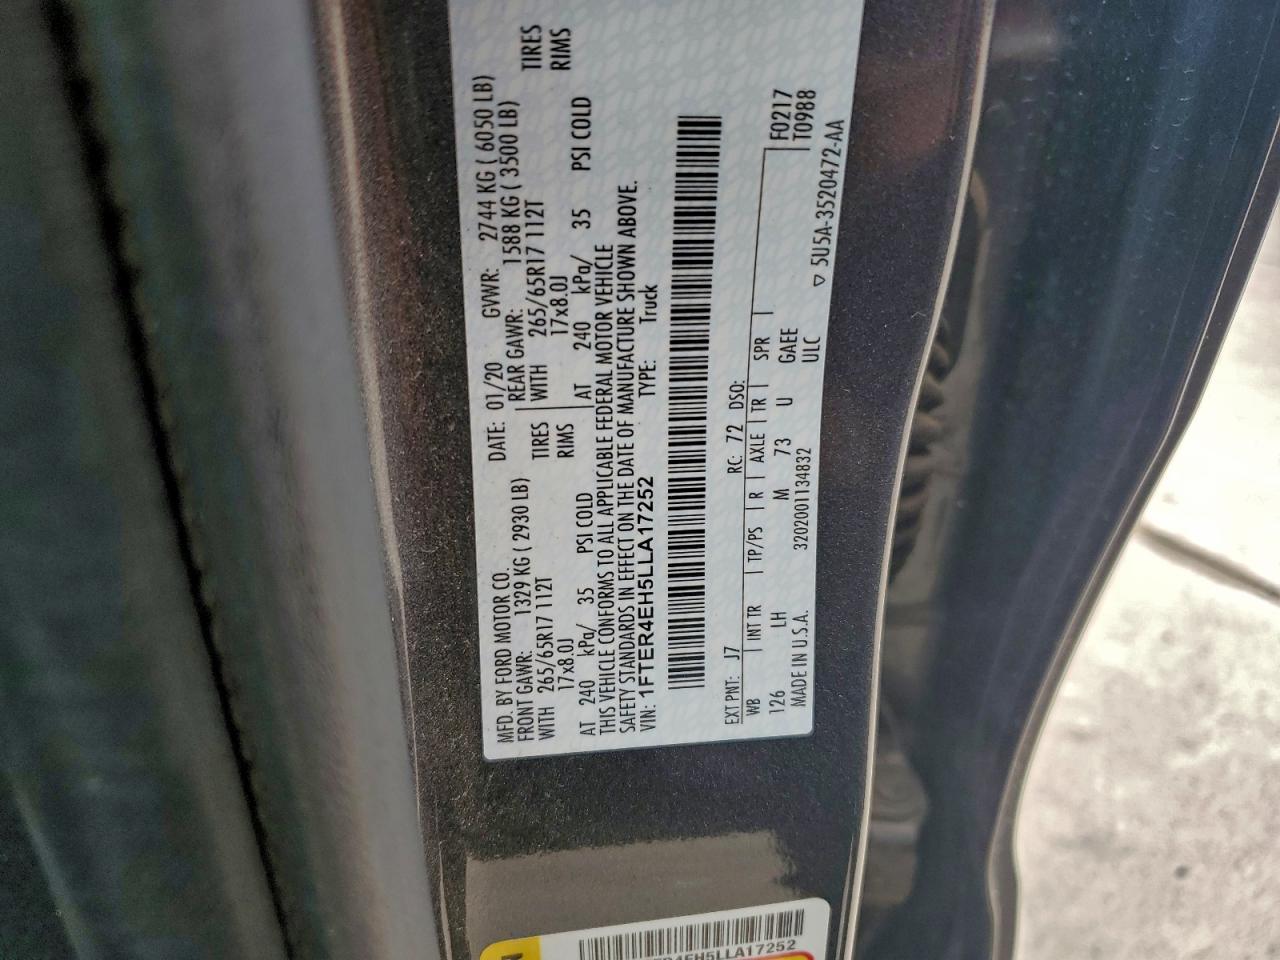 MFD. BY FORD MOTOR CO. DATE: 01/20 GVWR: 2744 KG ( 6050 LB)
FRONT GAWR: 1329 KG ( 2930 LB) REAR GAWR: 1588 KG ( 3500 LB)
WITH 265/65R17 112T TIRES WITH 265/65R17 112T TIRES
17x8.0J RIMS 17x8.0J RIMS
AT 240 kPa/ 35 PSI COLD AT 240 kPa/ 35 PSI COLD
THIS VEHICLE CONFORMS TO ALL APPLICABLE FEDERAL MOTOR VEHICLE
SAFETY STANDARDS IN EFFECT ON THE DATE OF MANUFACTURE SHOWN ABOVE.
VIN: 1FTER4EH5LLA17252 TYPE: Truck
EXT PNT: J7 RC: 72 DSO:
WB INT TR TP/PS R AXLE TR SPR F0217
126 LH M 73 U GAEE T0988
MADE IN U.S.A. 3202001134832 ULC
▽ 5U5A-3520472-AA